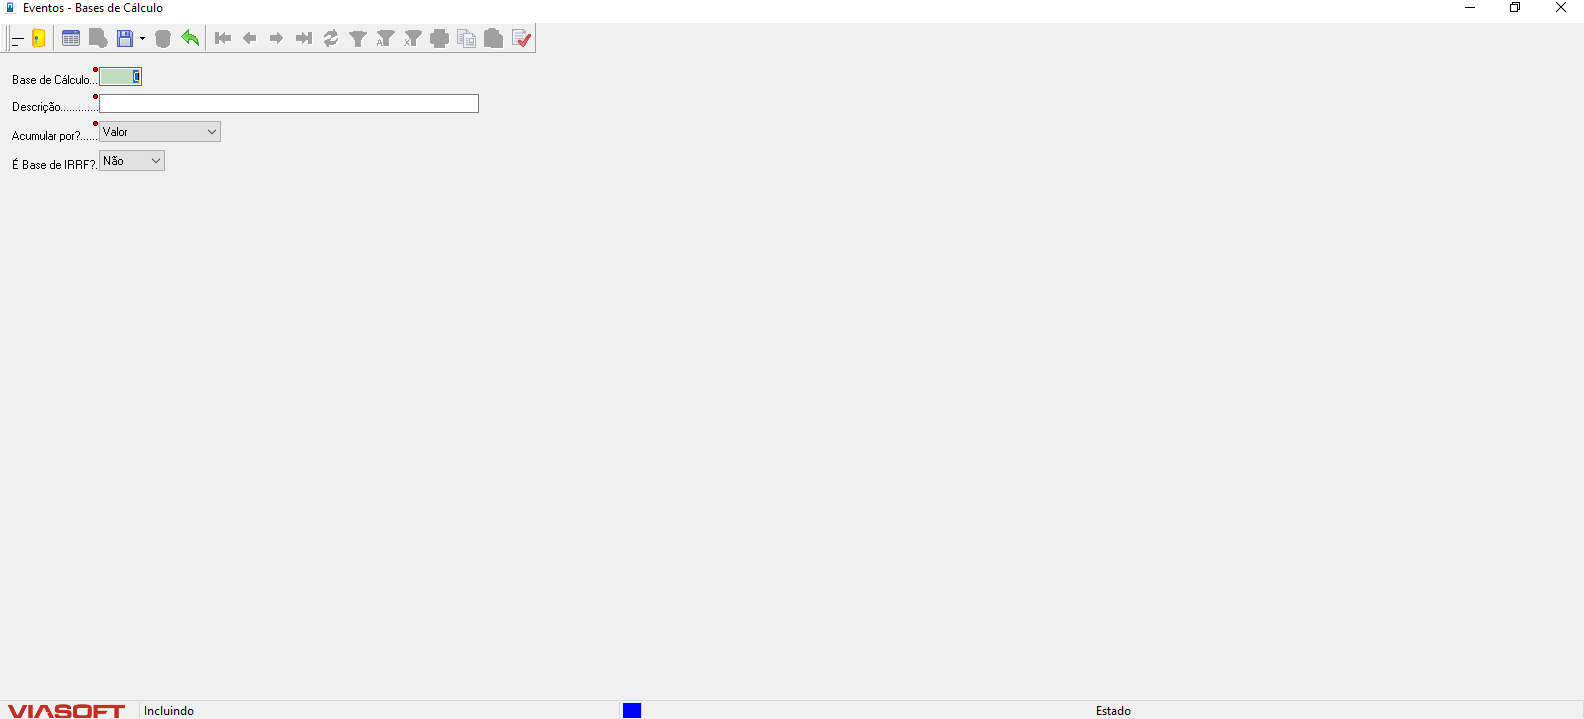 Eventos - Bases de Cálculo
Base de Cálculo...
Descrição.............
Acumular por?...... Valor
É Base de IRRF?. Não
VIASOFT Incluindo Estado